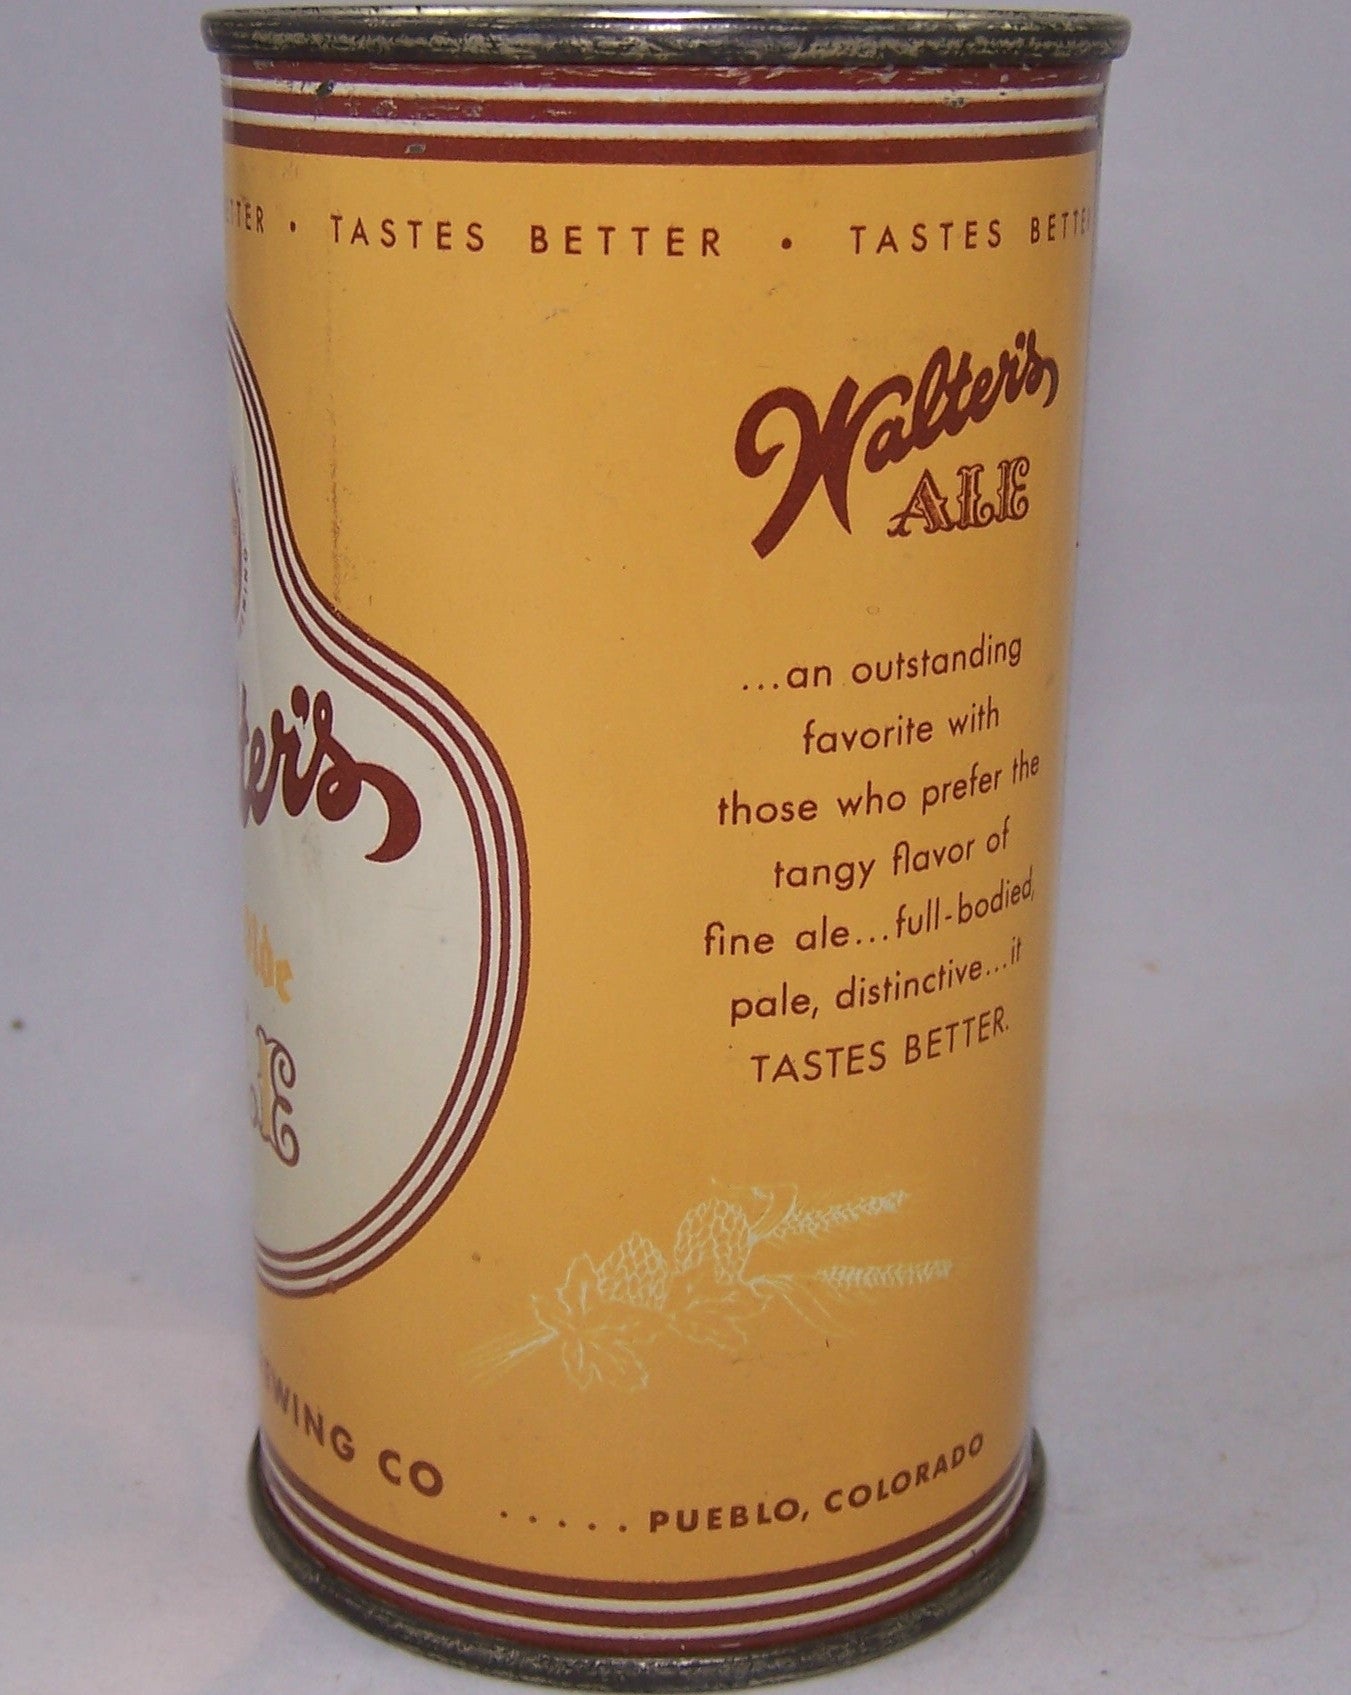 TASTES BETTER • TASTES
Walter's
ALE
...an outstanding
favorite with
those who prefer the
tangy flavor of
fine ale...full-bodied,
pale, distinctive...it
TASTES BETTER.
CO ..... PUEBLO, COLORADO